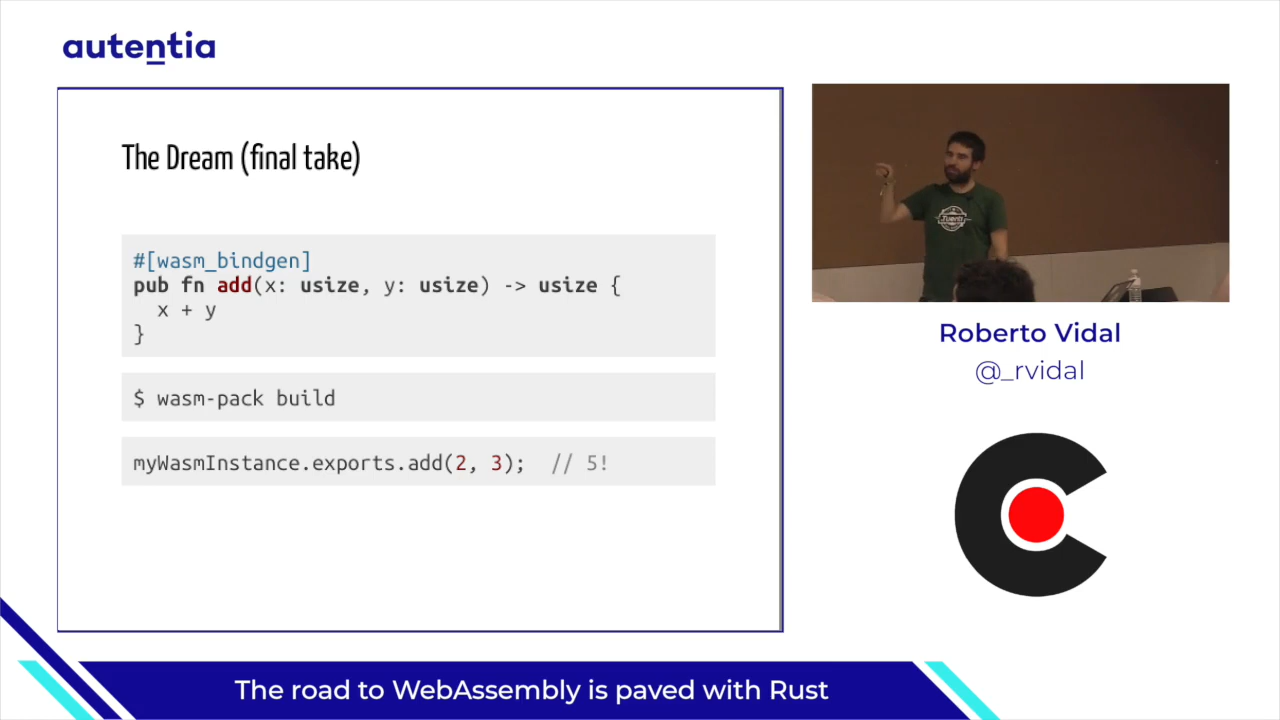 autentia
The Dream (final take)
#[wasm_bindgen]
pub fn add(x: usize, y: usize) -> usize {
  x + y
}
$ wasm-pack build
myWasmInstance.exports.add(2, 3);  // 5!
Roberto Vidal
@_rvidal
The road to WebAssembly is paved with Rust